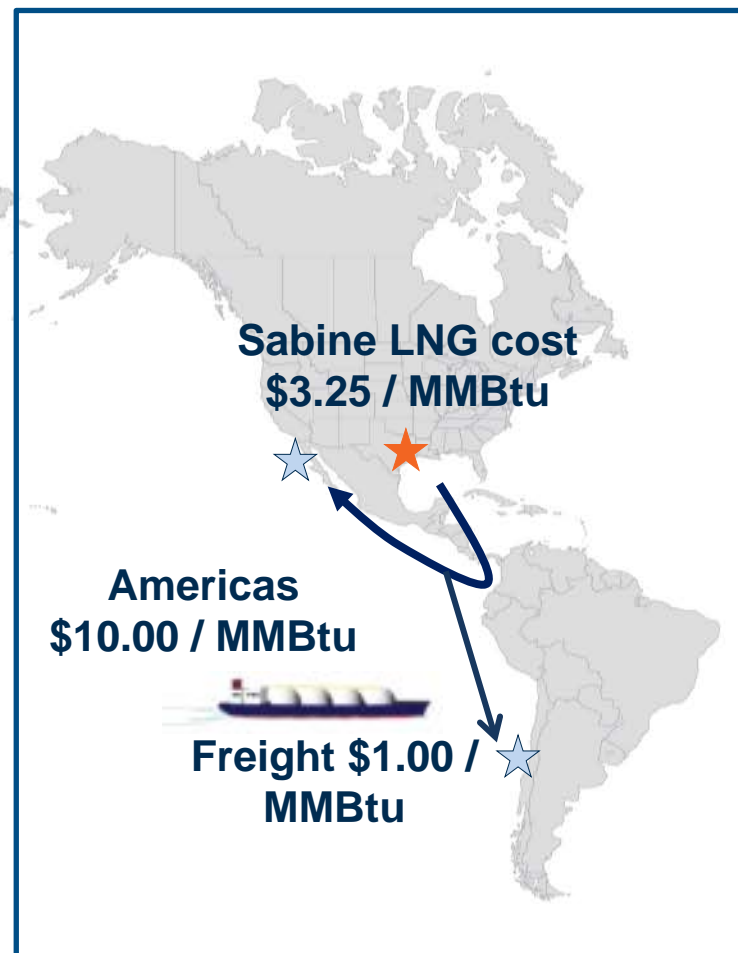 Sabine LNG cost
$3.25 / MMBtu
Americas
$10.00 / MMBtu
Freight $1.00 /
MMBtu